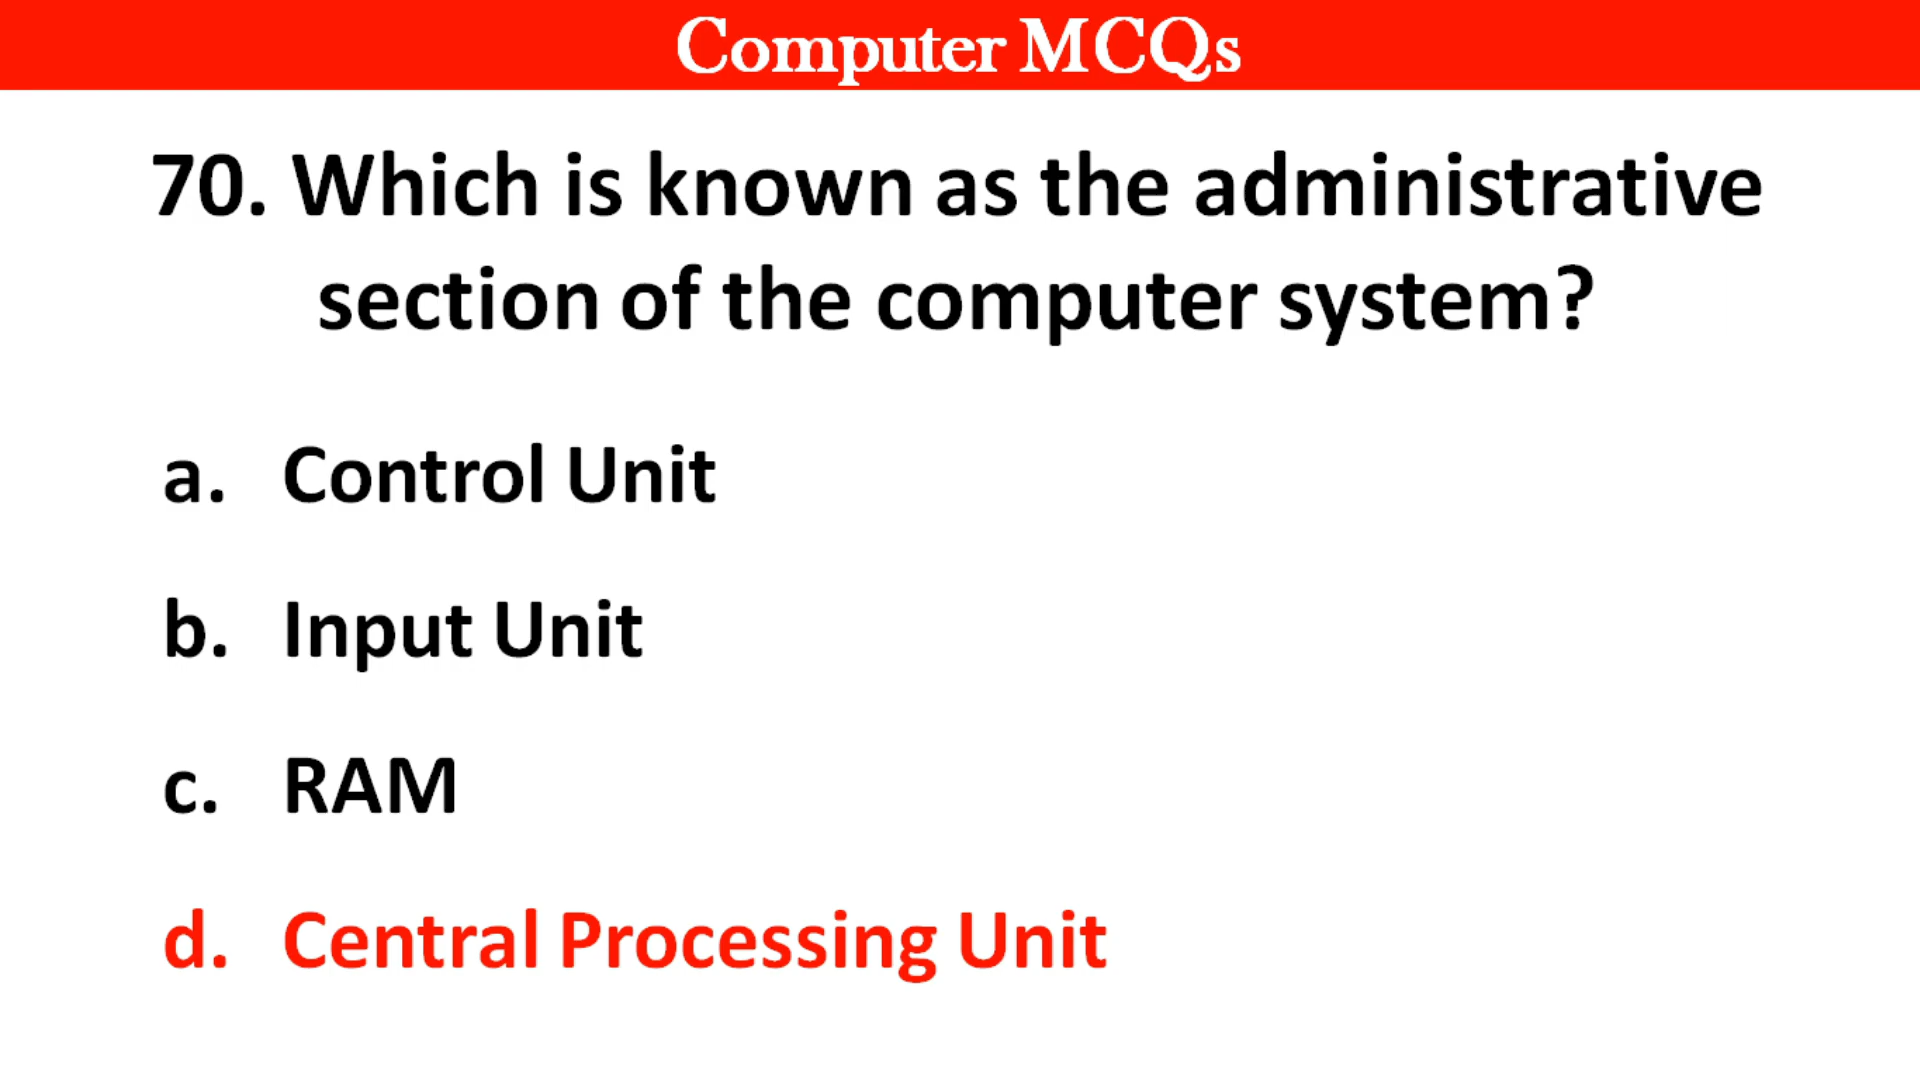 Computer MCQs
70. Which is known as the administrative
section of the computer system?
a. Control Unit
b. Input Unit
c. RAM
d. Central Processing Unit